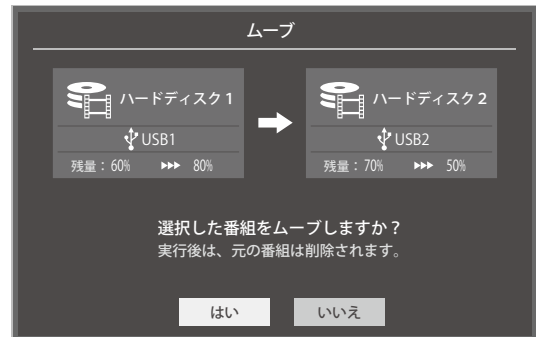 ムーブ
ハードディスク1
USB1
残量：60% ▸▸▸ 80%
ハードディスク2
USB2
残量：70% ▸▸▸ 50%
選択した番組をムーブしますか？
実行後は、元の番組は削除されます。
はい
いいえ